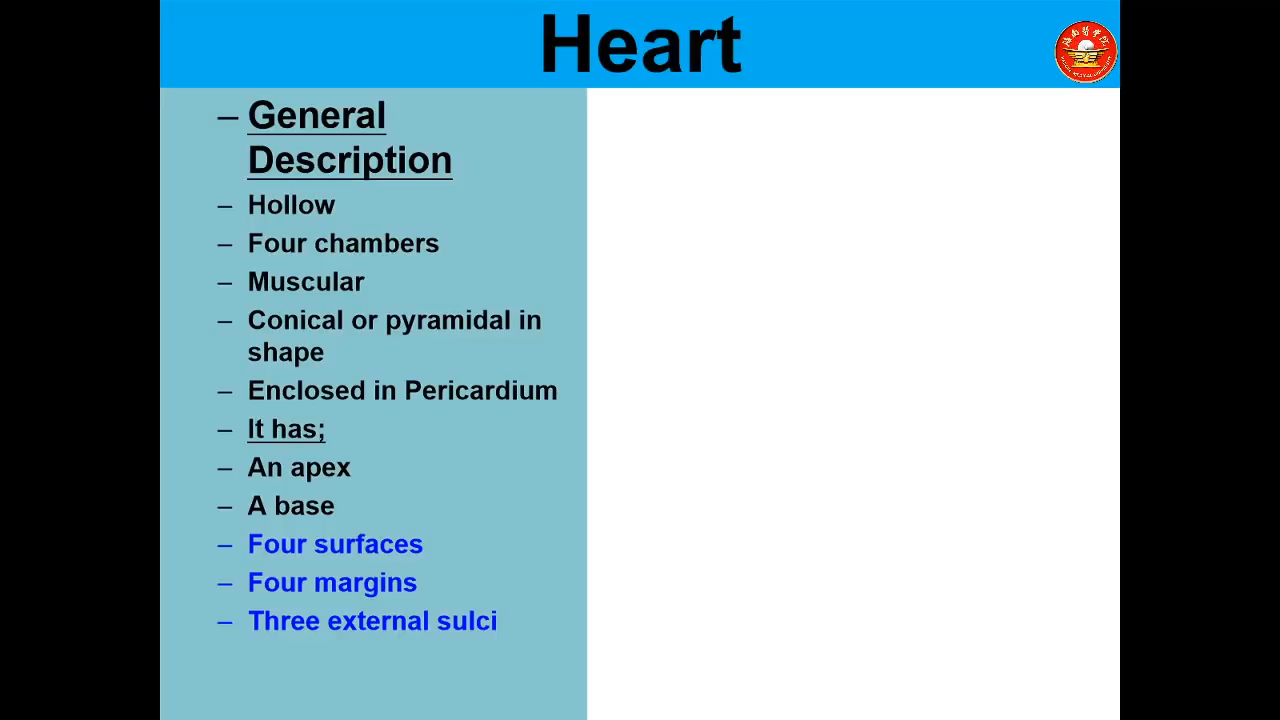 Heart
– General
Description
– Hollow
– Four chambers
– Muscular
– Conical or pyramidal in
shape
– Enclosed in Pericardium
– It has;
– An apex
– A base
– Four surfaces
– Four margins
– Three external sulci